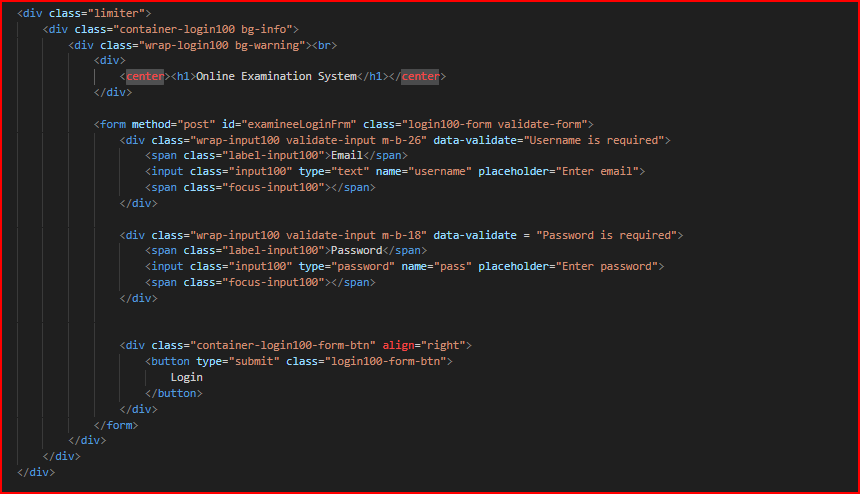 <div class="limiter">
<div class="container-login100 bg-info">
<div class="wrap-login100 bg-warning"><br>
<div>
<center><h1>Online Examination System</h1></center>
</div>
<form method="post" id="examineeLoginFrm" class="login100-form validate-form">
<div class="wrap-input100 validate-input m-b-26" data-validate="Username is required">
<span class="label-input100">Email</span>
<input class="input100" type="text" name="username" placeholder="Enter email">
<span class="focus-input100"></span>
</div>
<div class="wrap-input100 validate-input m-b-18" data-validate = "Password is required">
<span class="label-input100">Password</span>
<input class="input100" type="password" name="pass" placeholder="Enter password">
<span class="focus-input100"></span>
</div>
<div class="container-login100-form-btn" align="right">
<button type="submit" class="login100-form-btn">
Login
</button>
</div>
</form>
</div>
</div>
</div>